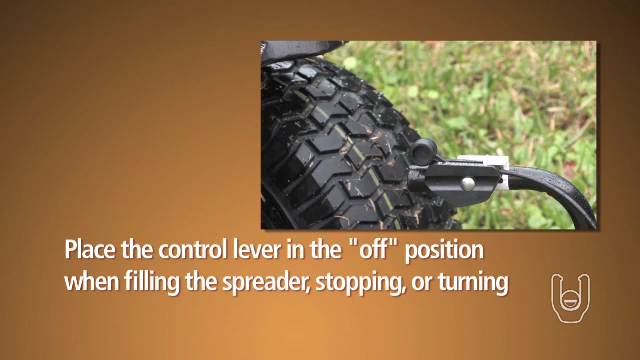 Place the control lever in the "off" position
when filling the spreader, stopping, or turning